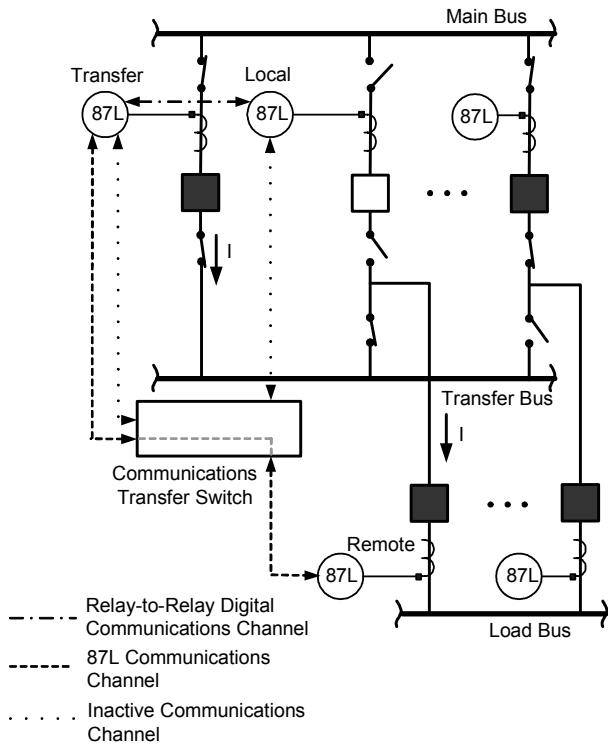 Main Bus
Transfer
Local
87L
87L
87L
I
Transfer Bus
I
Communications
Transfer Switch
Remote
87L
87L
Load Bus
Relay-to-Relay Digital
Communications Channel
87L Communications
Channel
Inactive Communications
Channel